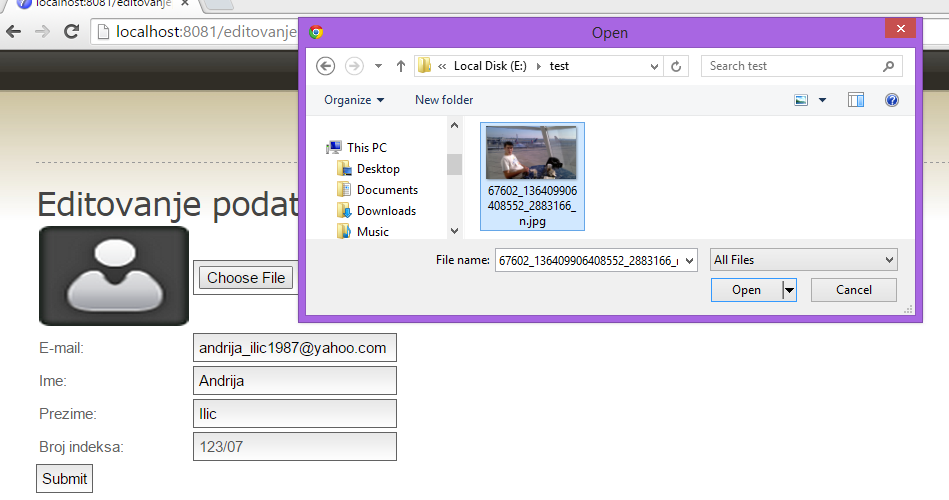 localhost:8081/editovanje
localhost:8081/editovanje
Open
Local Disk (E:)
test
Search test
Organize
New folder
This PC
Desktop
Documents
Downloads
Music
67602_136409906408552_2883166_n.jpg
File name:
67602_136409906408552_2883166_
All Files
Open
Cancel
Editovanje podat
Choose File
E-mail:
andrija_ilic1987@yahoo.com
Ime:
Andrija
Prezime:
Ilic
Broj indeksa:
123/07
Submit